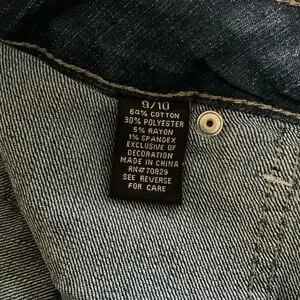 9/10
64% COTTON
30% POLYESTER
5% RAYON
1% SPANDEX
EXCLUSIVE OF
DECORATION
MADE IN CHINA
RN#70829
SEE REVERSE
FOR CARE